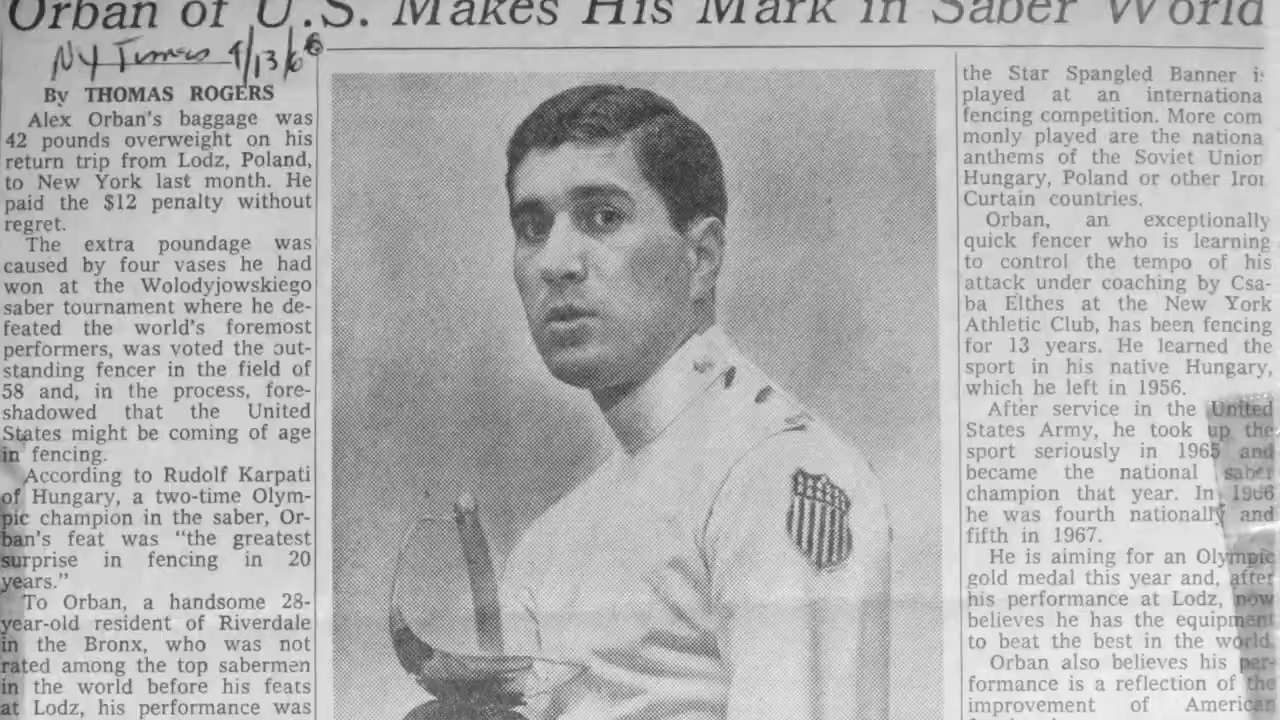 Orban of U.S. Makes His Mark in Saber World
NY Times
By THOMAS ROGERS
Alex Orban's baggage was
42 pounds overweight on his
return trip from Lodz, Poland,
to New York last month. He
paid the $12 penalty without
regret.
The extra poundage was
caused by four vases he had
won at the Wolodyjowskiego
saber tournament where he de-
feated the world's foremost
performers, was voted the out-
standing fencer in the field of
58 and, in the process, fore-
shadowed that the United
States might be coming of age
in fencing.
According to Rudolf Karpati
of Hungary, a two-time Olym-
pic champion in the saber, Or-
ban's feat was "the greatest
surprise in fencing in 20
years."
To Orban, a handsome 28-
year-old resident of Riverdale
in the Bronx, who was not
rated among the top sabermen
in the world before his feats
at Lodz, his performance was
the Star Spangled Banner is
played at an internationa
fencing competition. More com
monly played are the nationa
anthems of the Soviet Union
Hungary, Poland or other Iron
Curtain countries.
Orban, an exceptionally
quick fencer who is learning
to control the tempo of his
attack under coaching by Csa-
ba Elthes at the New York
Athletic Club, has been fencing
for 13 years. He learned the
sport in his native Hungary,
which he left in 1956.
After service in the United
States Army, he took up the
sport seriously in 1965 and
became the national saber
champion that year. In 1966
he was fourth nationally and
fifth in 1967.
He is aiming for an Olympic
gold medal this year and, after
his performance at Lodz, now
believes he has the equipment
to beat the best in the world.
Orban also believes his per-
formance is a reflection of the
improvement of American